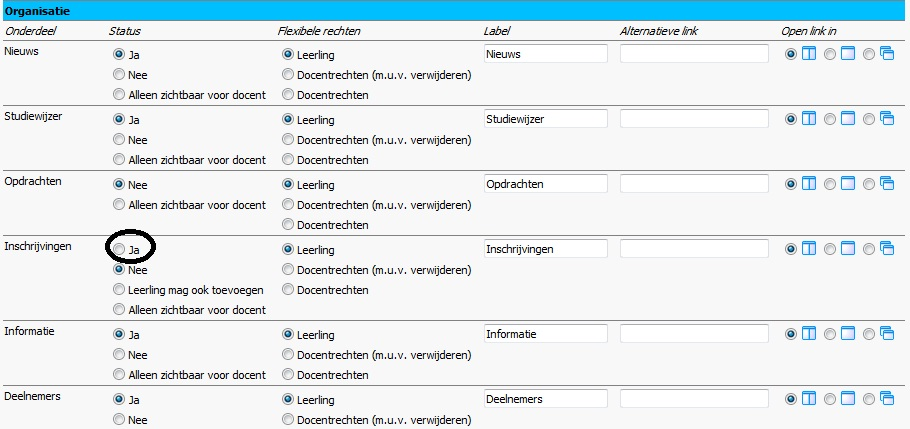 Organisatie
Onderdeel Status Flexibele rechten Label Alternatieve link Open link in
Nieuws Ja Leerling Nieuws
Nee Docentrechten (m.u.v. verwijderen)
Alleen zichtbaar voor docent Docentrechten
Studiewijzer Ja Leerling Studiewijzer
Nee Docentrechten (m.u.v. verwijderen)
Alleen zichtbaar voor docent Docentrechten
Opdrachten Nee Leerling Opdrachten
Alleen zichtbaar voor docent Docentrechten (m.u.v. verwijderen)
Docentrechten
Inschrijvingen Ja Leerling Inschrijvingen
Nee Docentrechten (m.u.v. verwijderen)
Leerling mag ook toevoegen Docentrechten
Alleen zichtbaar voor docent
Informatie Ja Leerling Informatie
Nee Docentrechten (m.u.v. verwijderen)
Alleen zichtbaar voor docent Docentrechten
Deelnemers Ja Leerling Deelnemers
Nee Docentrechten (m.u.v. verwijderen)